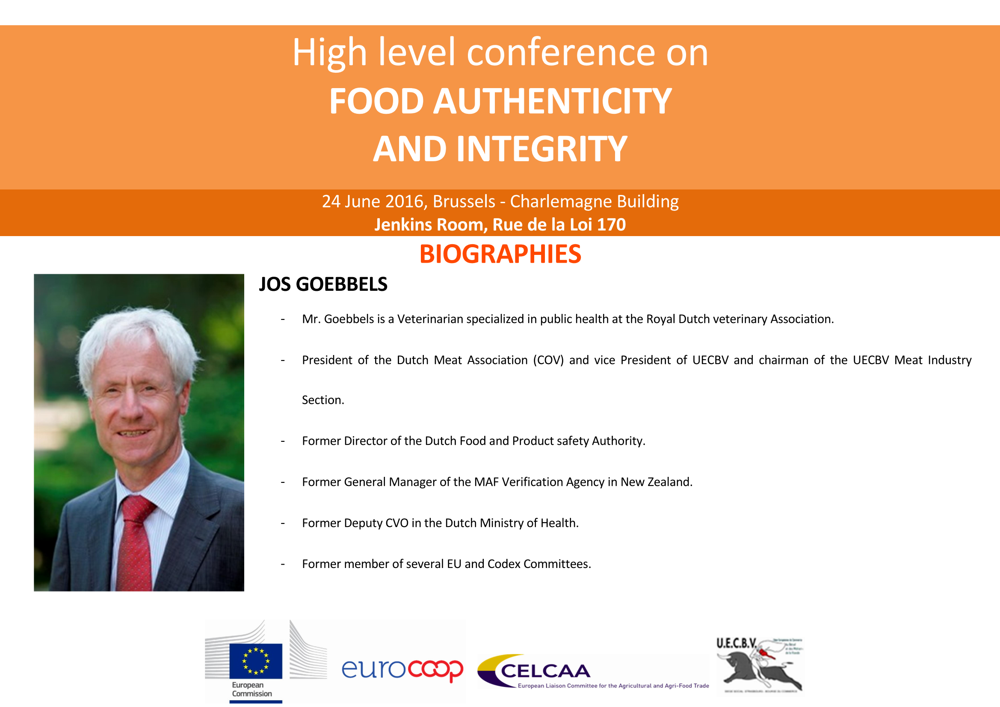 High level conference on
FOOD AUTHENTICITY
AND INTEGRITY
24 June 2016, Brussels - Charlemagne Building
Jenkins Room, Rue de la Loi 170
BIOGRAPHIES
JOS GOEBBELS
- Mr. Goebbels is a Veterinarian specialized in public health at the Royal Dutch veterinary Association.
- President of the Dutch Meat Association (COV) and vice President of UECBV and chairman of the UECBV Meat Industry
Section.
- Former Director of the Dutch Food and Product safety Authority.
- Former General Manager of the MAF Verification Agency in New Zealand.
- Former Deputy CVO in the Dutch Ministry of Health.
- Former member of several EU and Codex Committees.
European
Commission
eurocoop
CELCAA
European Liaison Committee for the Agricultural and Agri-Food Trade
U.E.C.B.V.